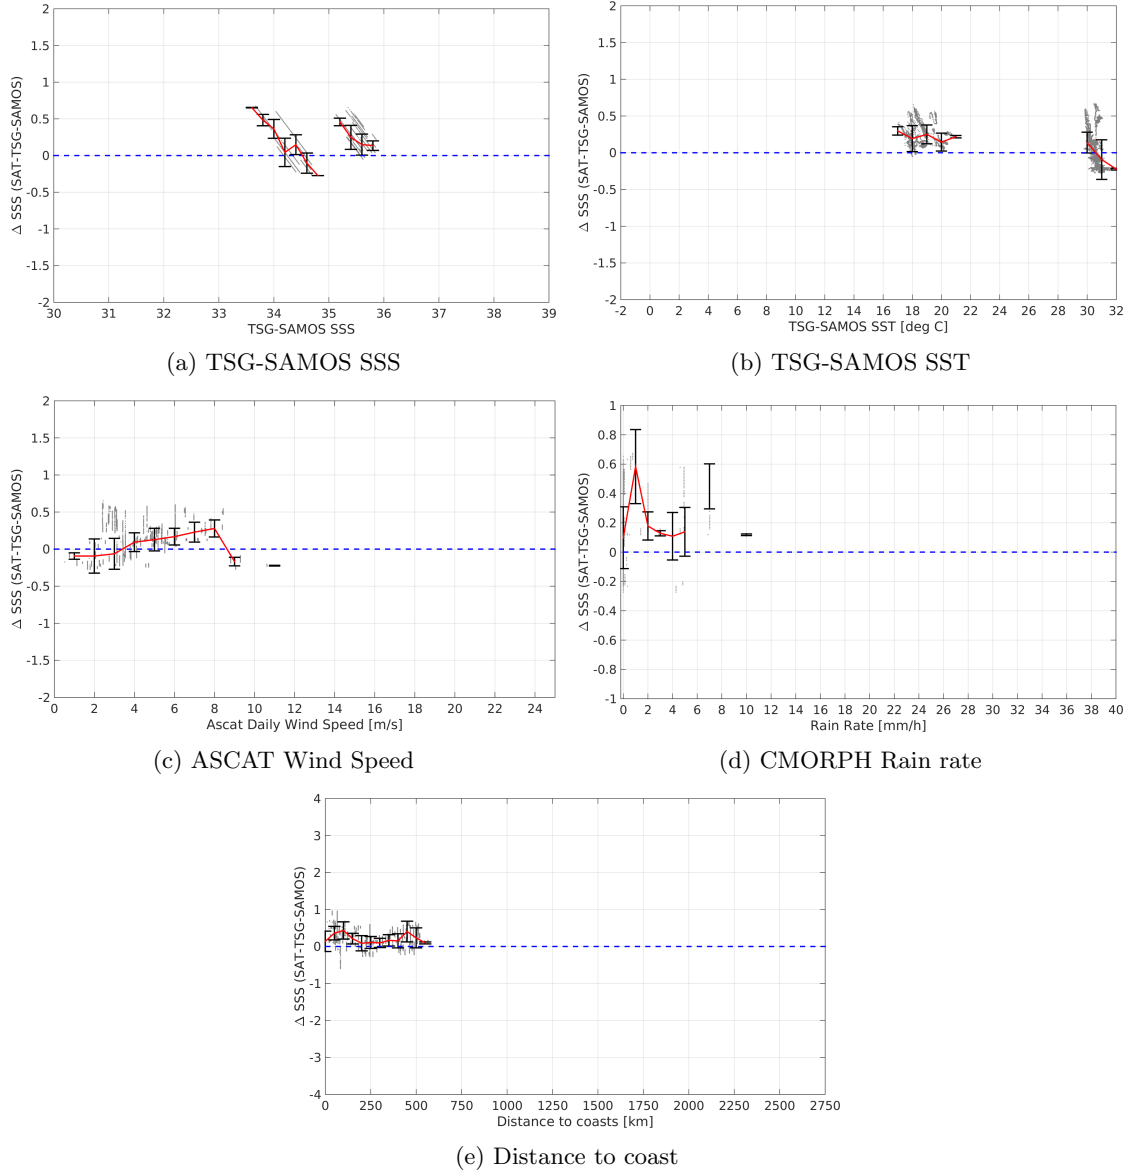 2
1.5
1
0.5
0
-0.5
-1
-1.5
-2
Δ SSS (SAT-TSG-SAMOS)
30 31 32 33 34 35 36 37 38 39
TSG-SAMOS SSS
(a) TSG-SAMOS SSS
2
1.5
1
0.5
0
-0.5
-1
-1.5
-2
Δ SSS (SAT-TSG-SAMOS)
-2 0 2 4 6 8 10 12 14 16 18 20 22 24 26 28 30 32
TSG-SAMOS SST [deg C]
(b) TSG-SAMOS SST
2
1.5
1
0.5
0
-0.5
-1
-1.5
-2
Δ SSS (SAT-TSG-SAMOS)
0 2 4 6 8 10 12 14 16 18 20 22 24
Ascat Daily Wind Speed [m/s]
(c) ASCAT Wind Speed
1
0.8
0.6
0.4
0.2
0
-0.2
-0.4
-0.6
-0.8
-1
Δ SSS (SAT-TSG-SAMOS)
0 2 4 6 8 10 12 14 16 18 20 22 24 26 28 30 32 34 36 38 40
Rain Rate [mm/h]
(d) CMORPH Rain rate
4
3
2
1
0
-1
-2
-3
-4
Δ SSS (SAT-TSG-SAMOS)
0 250 500 750 1000 1250 1500 1750 2000 2250 2500 2750
Distance to coasts [km]
(e) Distance to coast